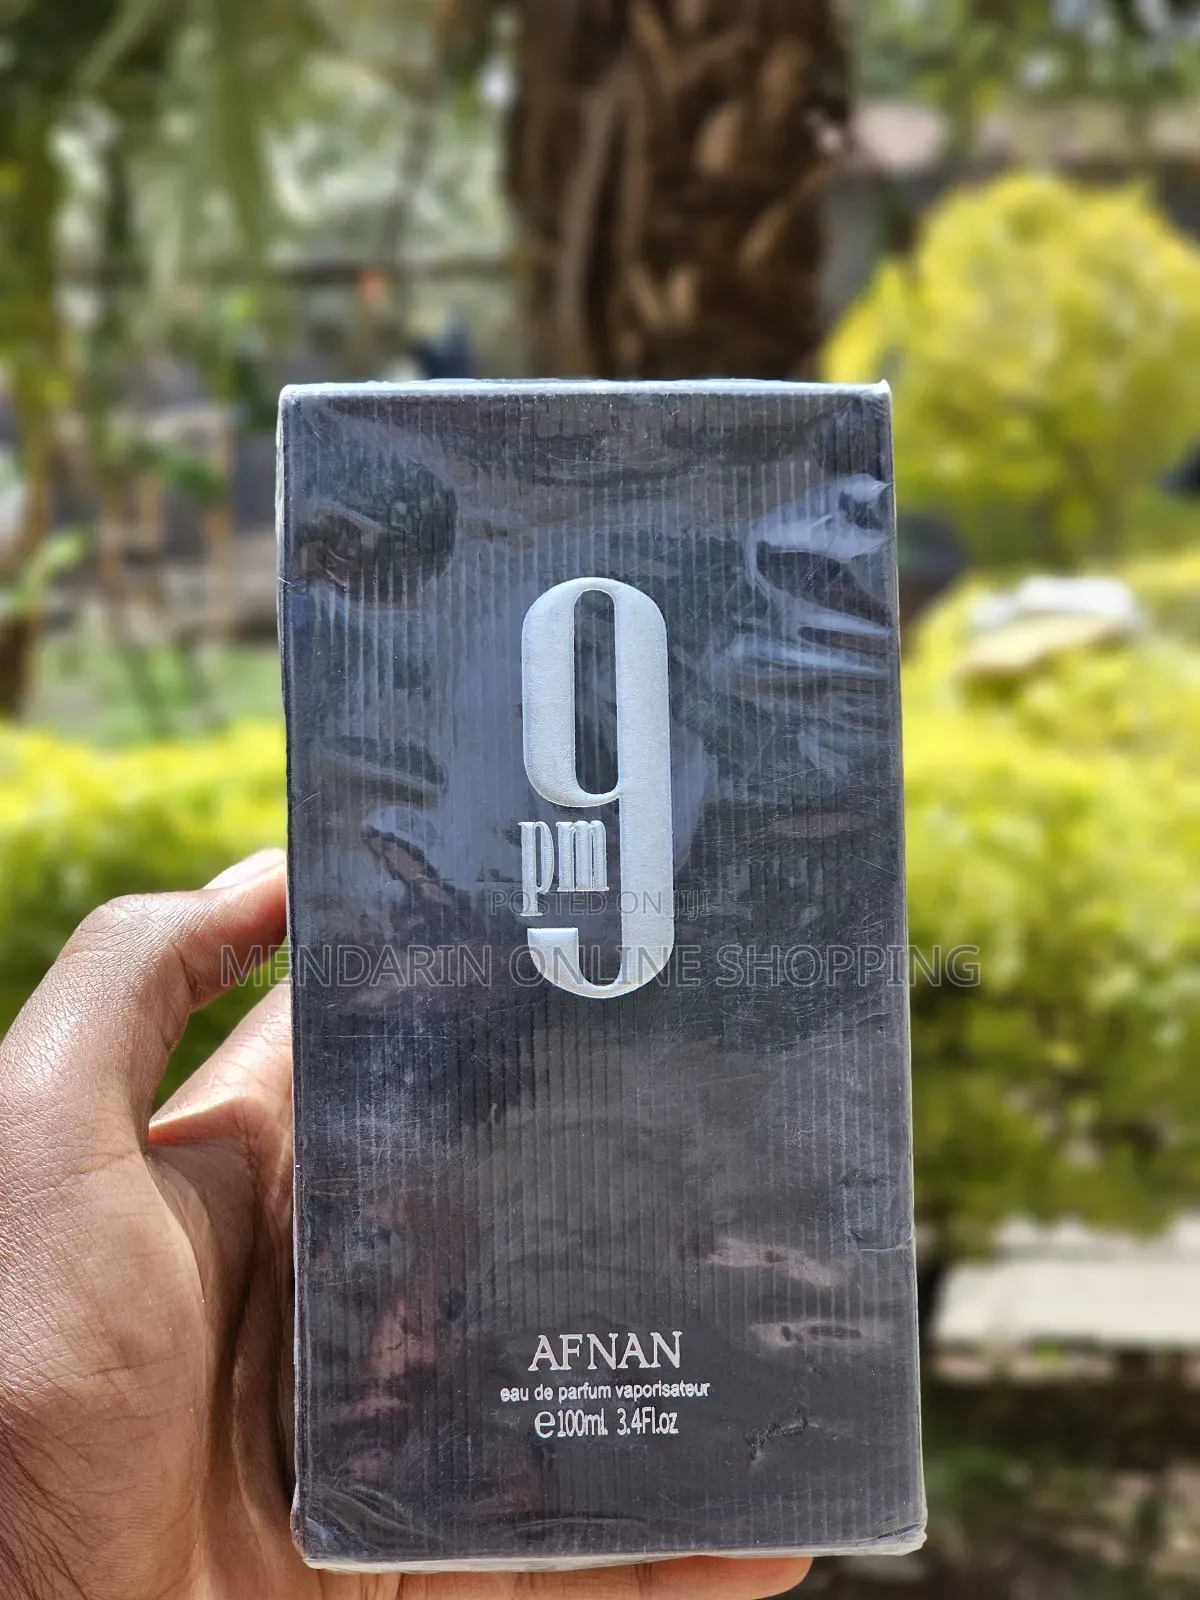 9
pm
POSTED ON JIJI
MENDARIN ONLINE SHOPPING
AFNAN
eau de parfum vaporisateur
℮100ml. 3.4Fl.oz